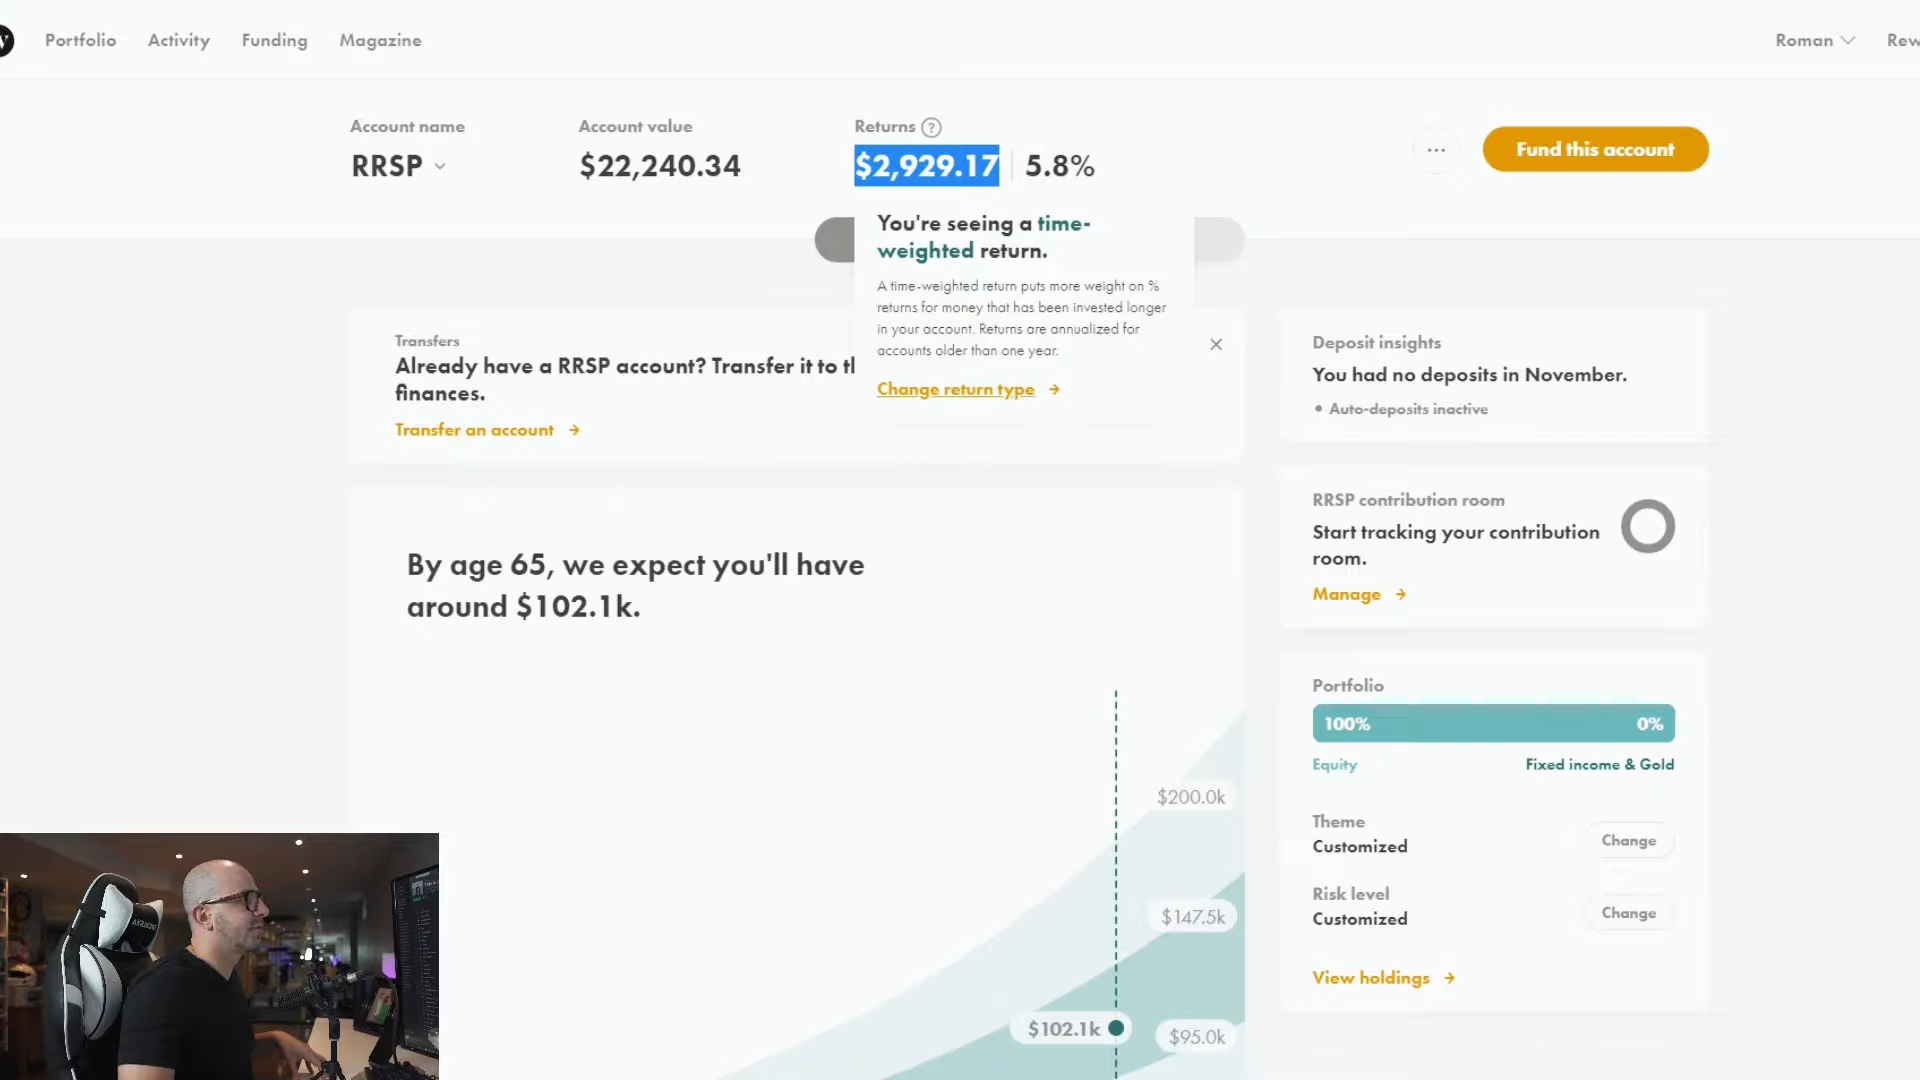 Portfolio Activity Funding Magazine Roman Rew
Account name
RRSP
Account value
$22,240.34
Returns ?
$2,929.17 5.8%
... Fund this account
You're seeing a time-
weighted return.
A time-weighted return puts more weight on %
returns for money that has been invested longer
in your account. Returns are annualized for
accounts older than one year.
Change return type →
Transfers
Already have a RRSP account? Transfer it to th
finances.
Transfer an account →
Deposit insights
You had no deposits in November.
• Auto-deposits inactive
RRSP contribution room
Start tracking your contribution
room.
Manage →
By age 65, we expect you'll have
around $102.1k.
$200.0k
$147.5k
$102.1k
$95.0k
Portfolio
100% 0%
Equity Fixed income & Gold
Theme
Customized Change
Risk level
Customized Change
View holdings →
AKRACING